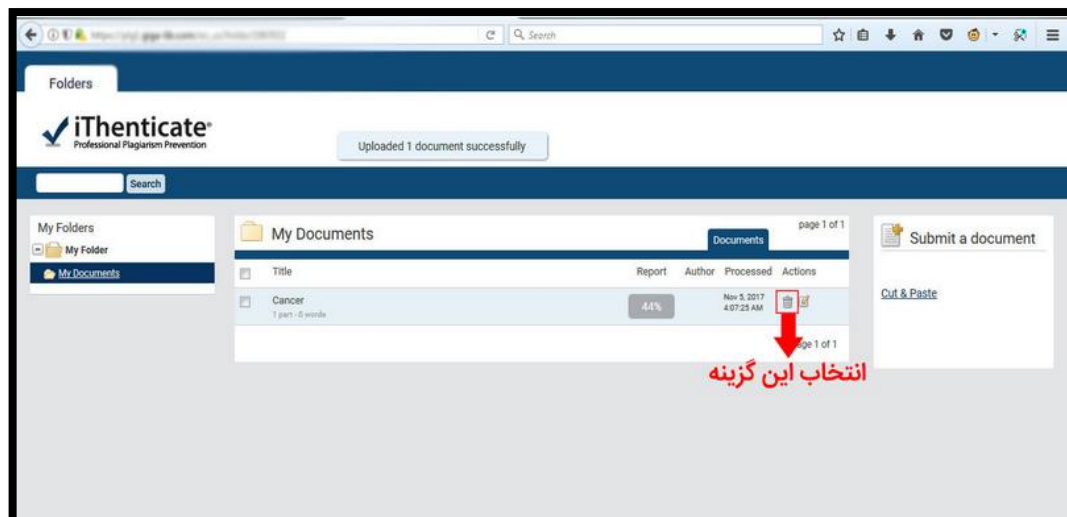 Search
Folders
iThenticate®
Professional Plagiarism Prevention
Uploaded 1 document successfully
Search
My Folders
My Folder
My Documents
My Documents
page 1 of 1
Documents
Title Report Author Processed Actions
Cancer
1 part - 0 words
44%
Nov 5, 2017
4:07:25 AM
age 1 of 1
انتخاب این گزینه
Submit a document
Cut & Paste